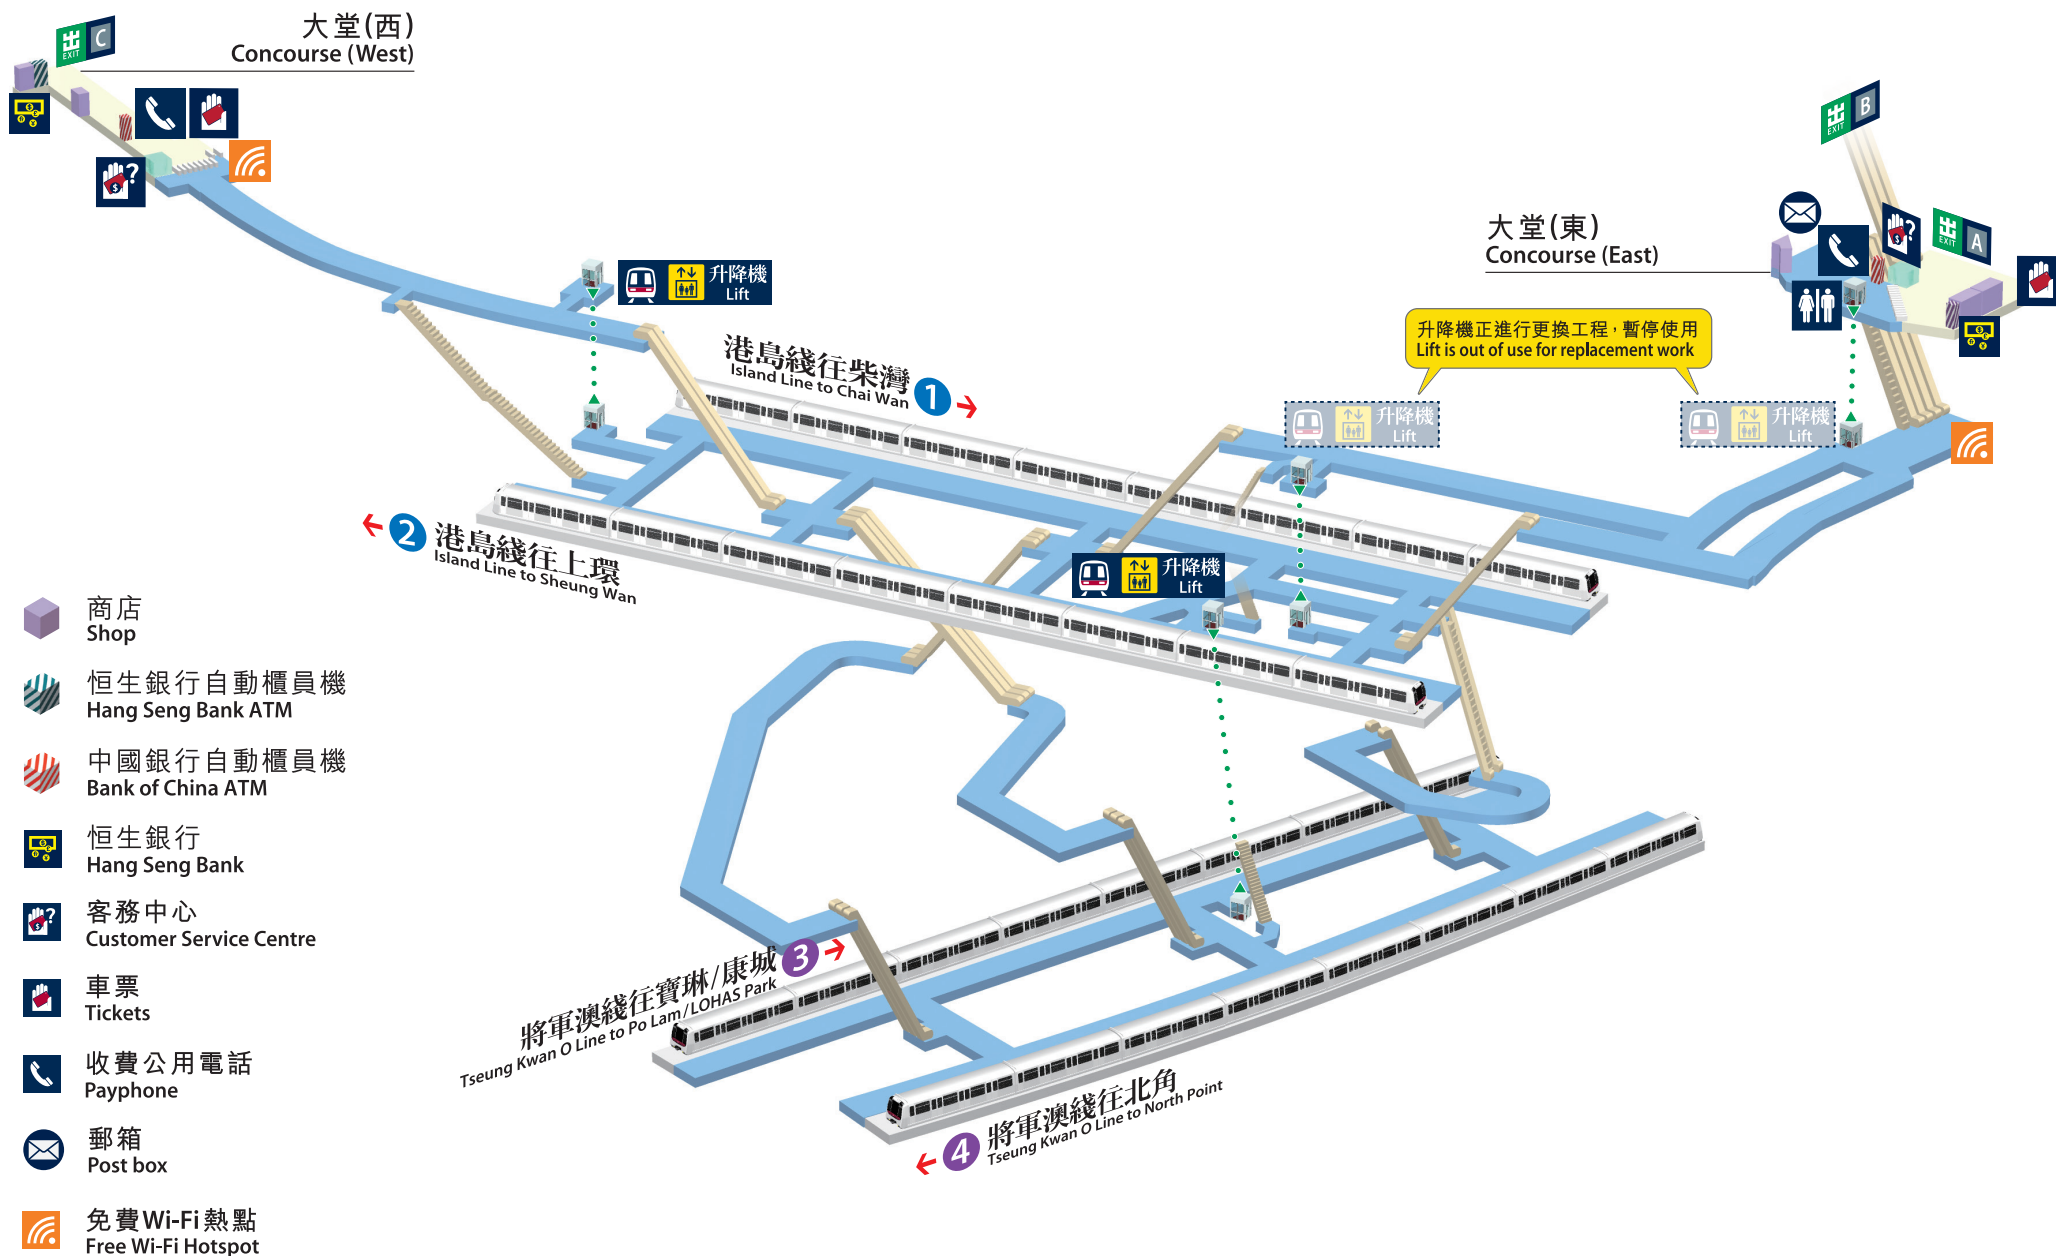 大堂(西)
Concourse (West)
出
EXIT
C
?
大堂(東)
Concourse (East)
出
EXIT
B
?
出
EXIT
A
升降機
Lift
升降機正進行更換工程，暫停使用
Lift is out of use for replacement work
升降機
Lift
升降機
Lift
港島綫往柴灣
Island Line to Chai Wan
1
2
港島綫往上環
Island Line to Sheung Wan
升降機
Lift
將軍澳綫往寶琳/康城
Tseung Kwan O Line to Po Lam/LOHAS Park
3
4
將軍澳綫往北角
Tseung Kwan O Line to North Point
商店
Shop
恒生銀行自動櫃員機
Hang Seng Bank ATM
中國銀行自動櫃員機
Bank of China ATM
恒生銀行
Hang Seng Bank
?
客務中心
Customer Service Centre
車票
Tickets
收費公用電話
Payphone
郵箱
Post box
免費Wi-Fi熱點
Free Wi-Fi Hotspot